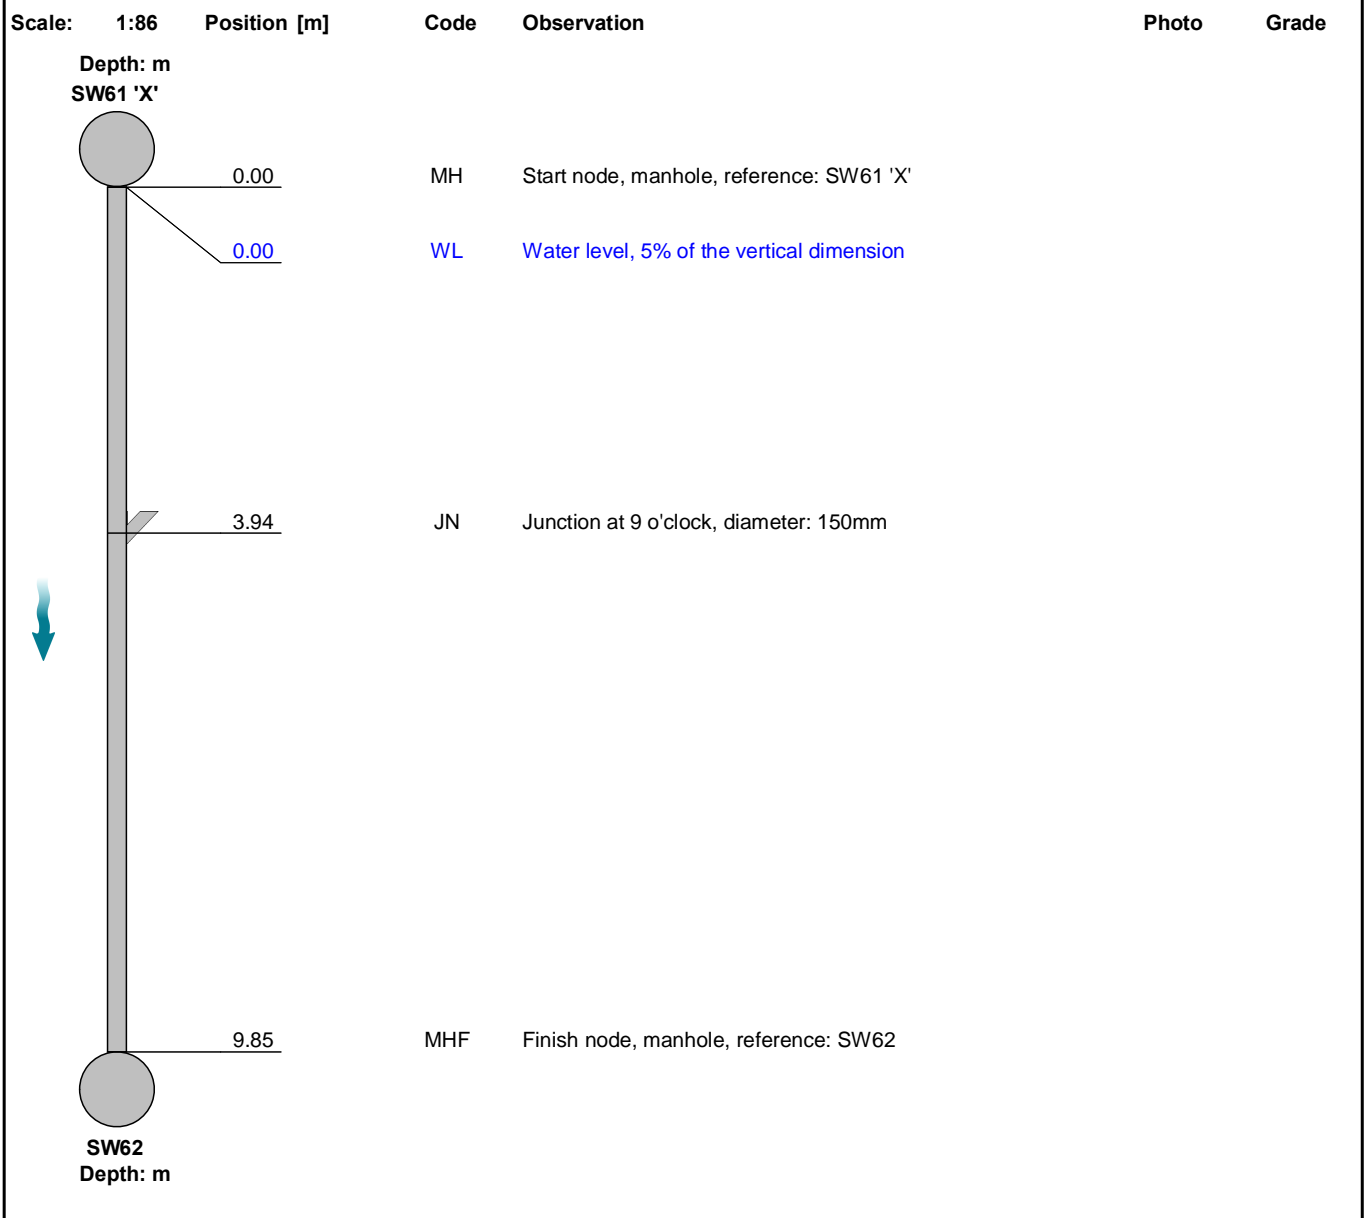 Scale: 1:86 Position [m] Code Observation Photo Grade
Depth: m
SW61 'X'
0.00 MH Start node, manhole, reference: SW61 'X'
0.00 WL Water level, 5% of the vertical dimension
3.94 JN Junction at 9 o'clock, diameter: 150mm
9.85 MHF Finish node, manhole, reference: SW62
SW62
Depth: m